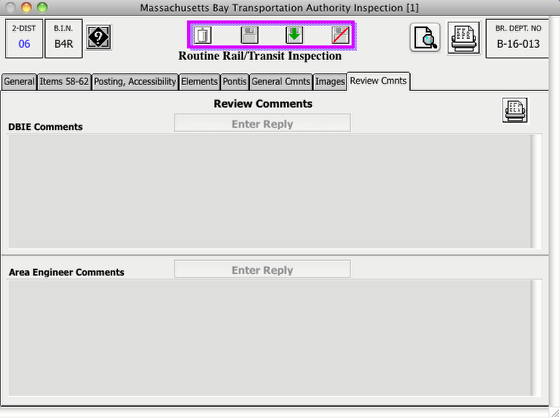 Massachusetts Bay Transportation Authority Inspection [1]
2-DIST
06
B.I.N.
B4R
BR. DEPT. NO
B-16-013
Routine Rail/Transit Inspection
General
Items 58-62
Posting, Accessibility
Elements
Pontis
General Cmnts
Images
Review Cmnts
Review Comments
DBIE Comments
Enter Reply
Area Engineer Comments
Enter Reply